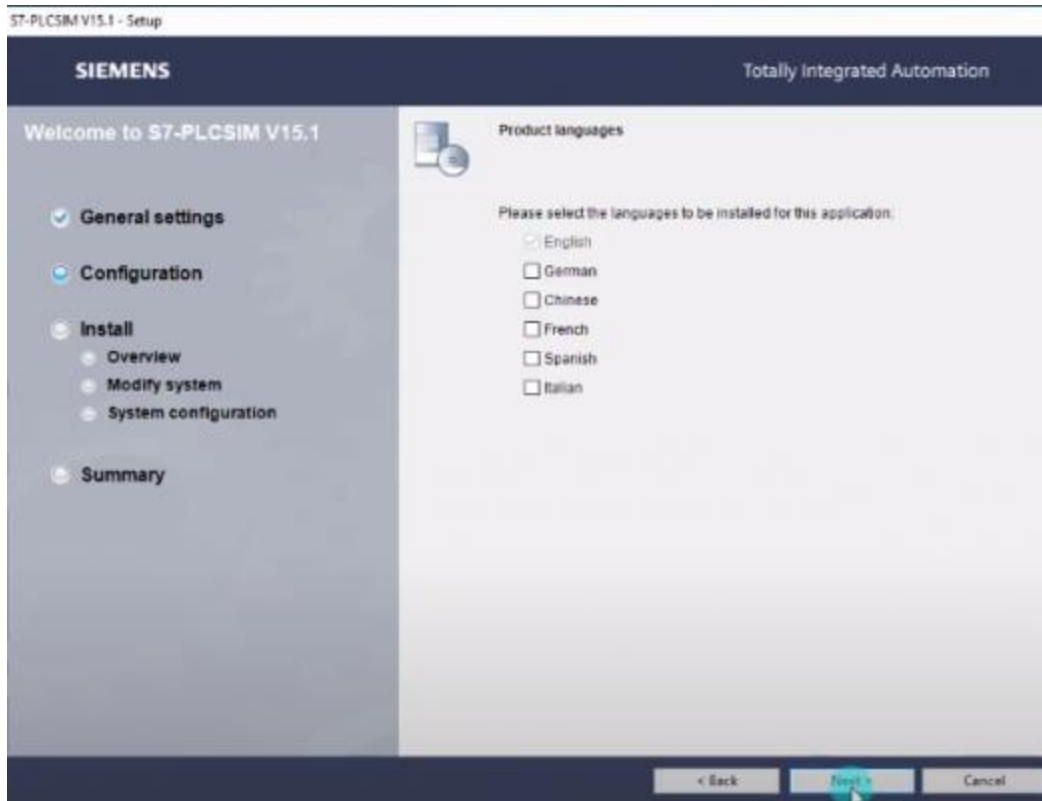 S7-PLCSIM V15.1 - Setup
SIEMENS
Totally Integrated Automation
Welcome to S7-PLCSIM V15.1
General settings
Configuration
Install
Overview
Modify system
System configuration
Summary
Product languages
Please select the languages to be installed for this application.
English
German
Chinese
French
Spanish
Italian
< Back
Next >
Cancel